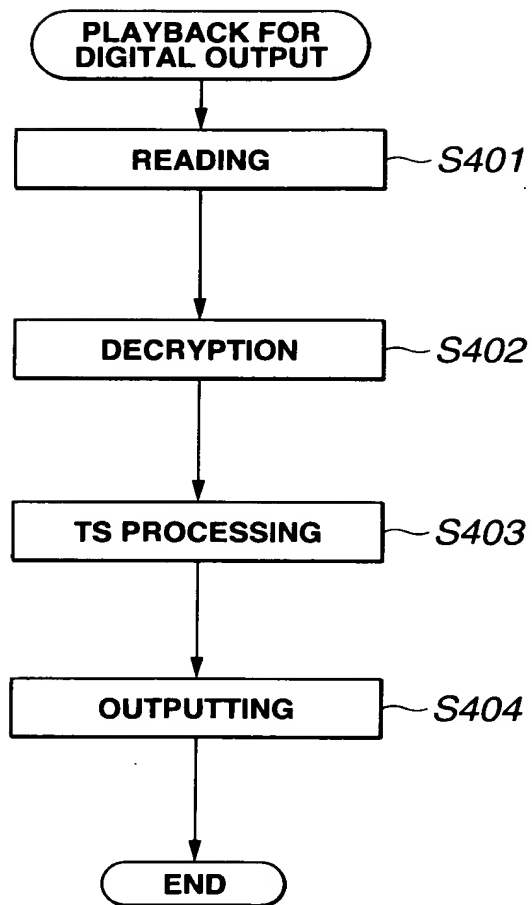 PLAYBACK FOR
DIGITAL OUTPUT
READING
S401
DECRYPTION
S402
TS PROCESSING
S403
OUTPUTTING
S404
END